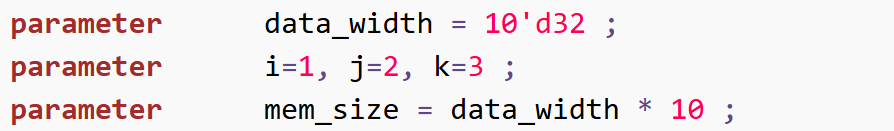 parameter data_width = 10'd32 ;
parameter i=1, j=2, k=3 ;
parameter mem_size = data_width * 10 ;